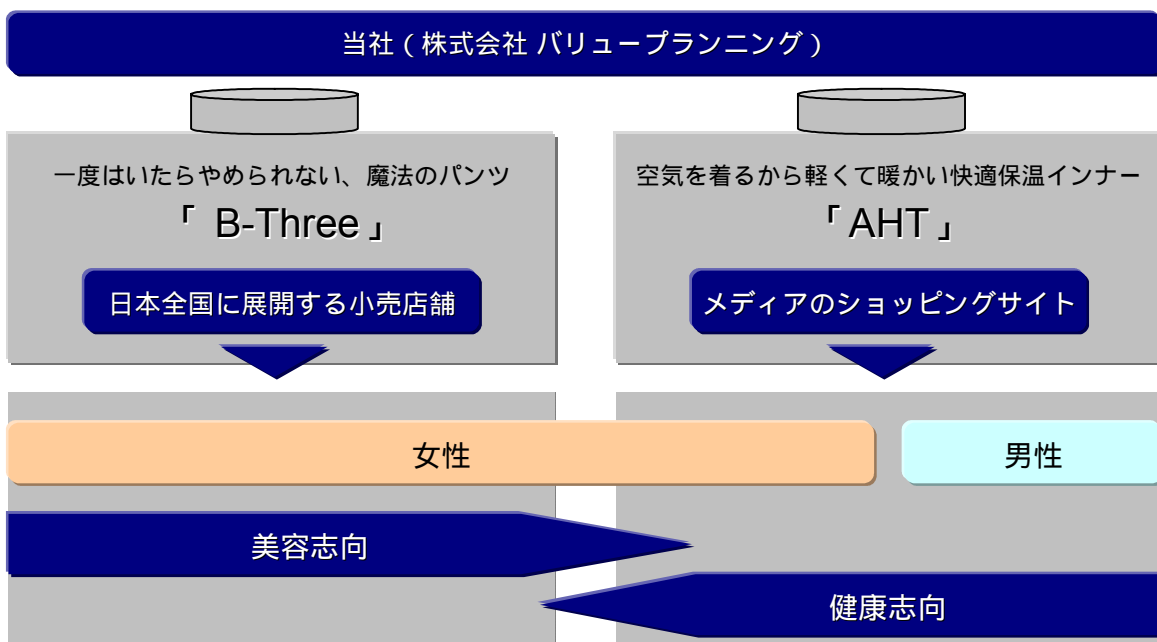 当社(株式会社 バリュープランニング)
一度はいたらやめられない、魔法のパンツ
「 B-Three 」
日本全国に展開する小売店舗
空気を着るから軽くて暖かい快適保温インナー
「 AHT 」
メディアのショッピングサイト
女性
男性
美容志向
健康志向